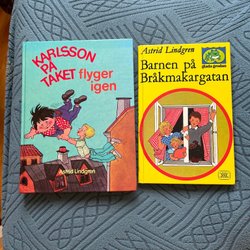 KARLSSON
PÅ
TAKET flyger
igen
Astrid Lindgren
Astrid Lindgren
Barnen på
Bråkmakargatan